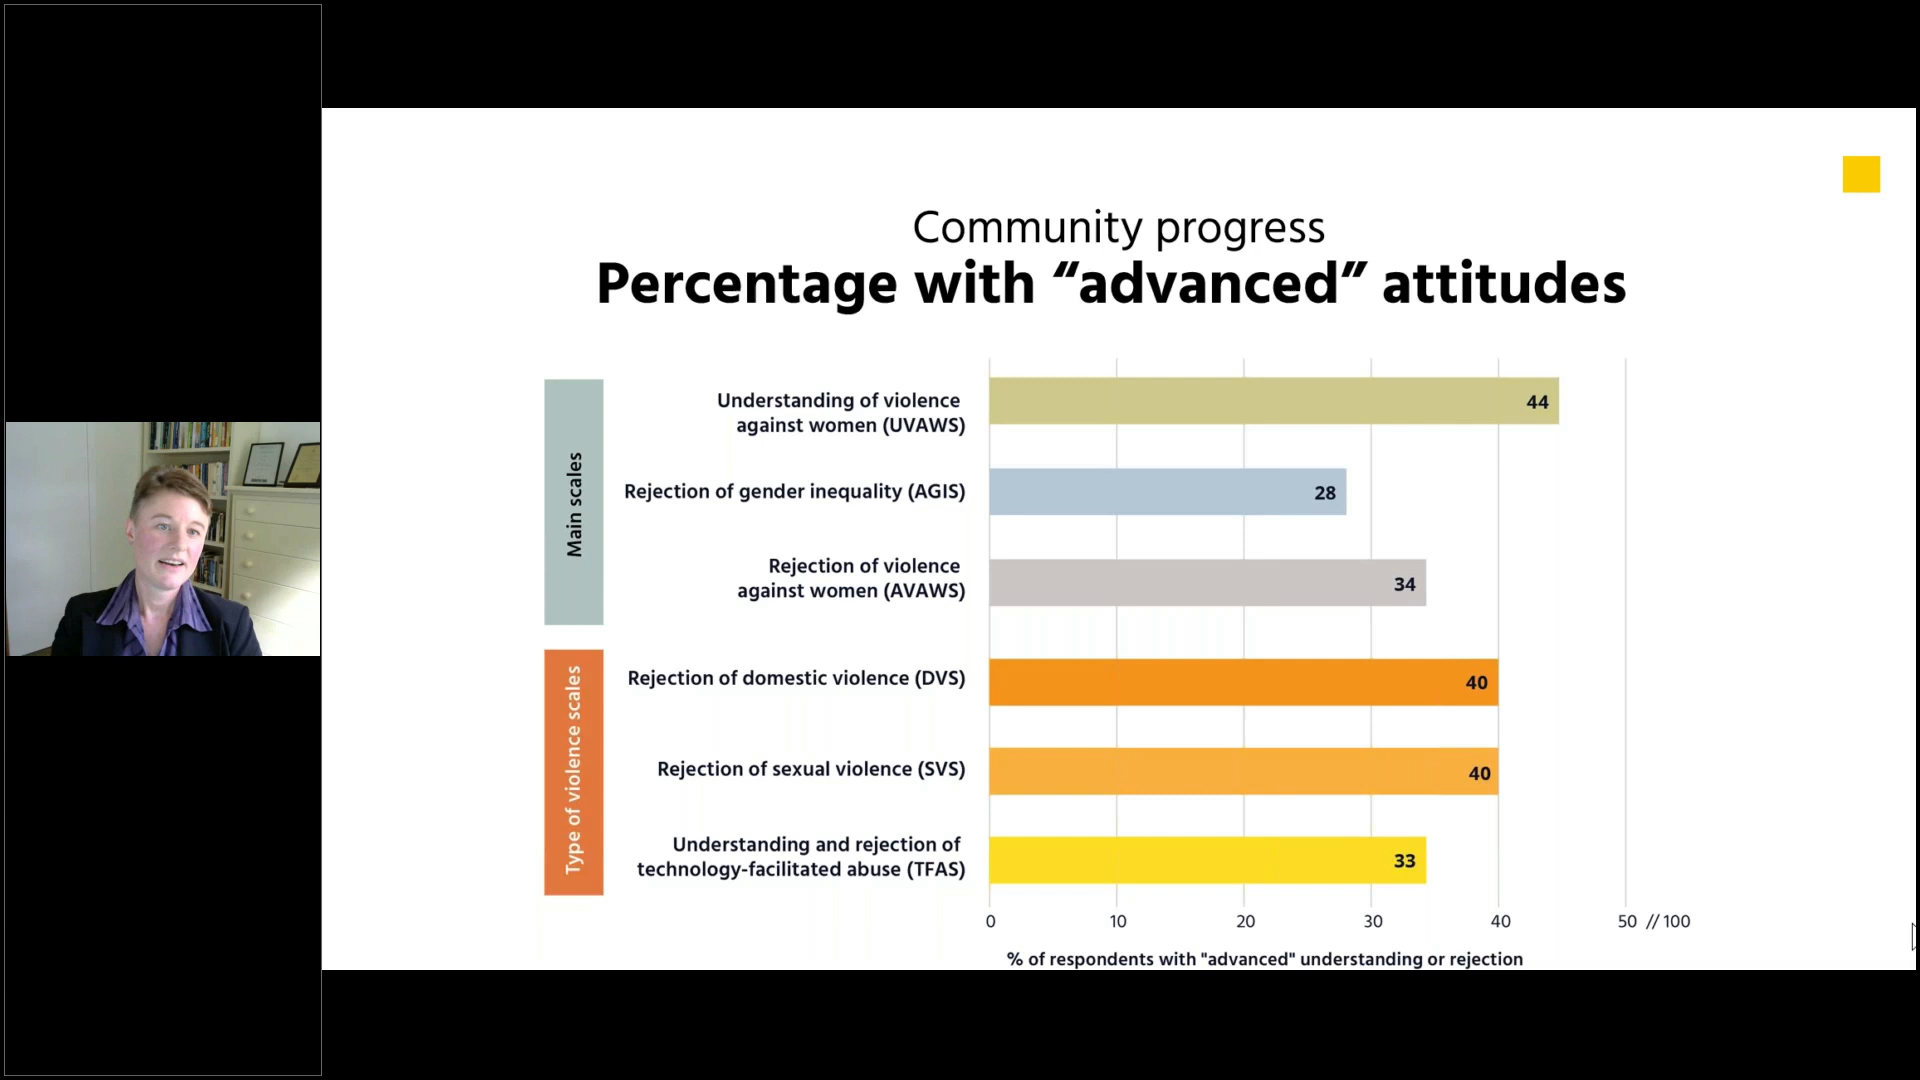 Community progress
Percentage with “advanced” attitudes
Main scales
Understanding of violence
against women (UVAWS)
44
Rejection of gender inequality (AGIS)
28
Rejection of violence
against women (AVAWS)
34
Type of violence scales
Rejection of domestic violence (DVS)
40
Rejection of sexual violence (SVS)
40
Understanding and rejection of
technology-facilitated abuse (TFAS)
33
0 10 20 30 40 50 // 100
% of respondents with "advanced" understanding or rejection